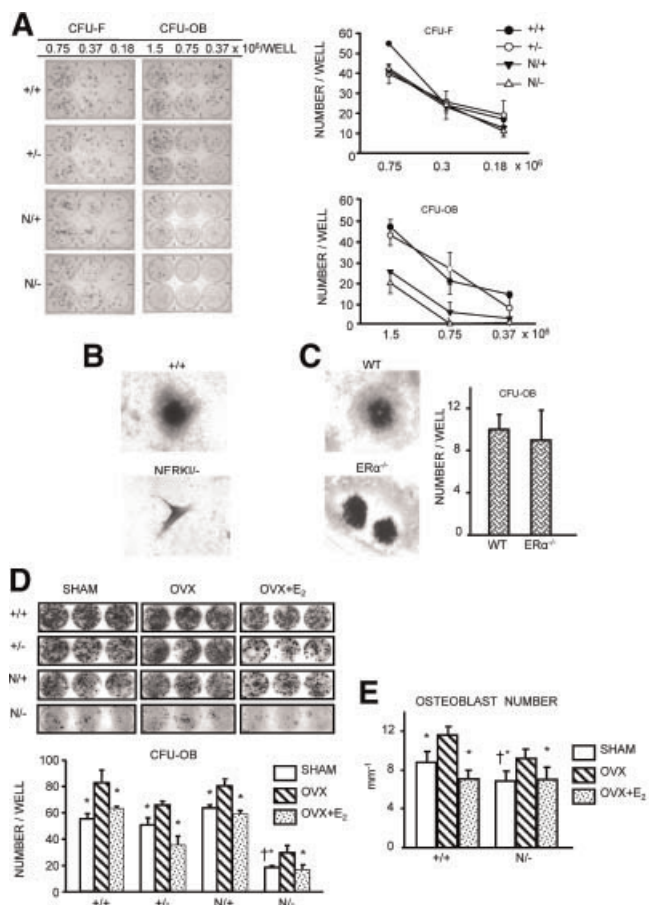 A
CFU-F CFU-OB
0.75 0.37 0.18 1.5 0.75 0.37 x 10⁶/WELL
+/+
+/-
N/+
N/-
CFU-F
+/+
+/-
N/+
N/-
NUMBER / WELL
60
50
40
30
20
10
0
0.75 0.3 0.18 x 10⁶
CFU-OB
NUMBER / WELL
60
50
40
30
20
10
0
1.5 0.75 0.37 x 10⁶
B
+/+
NERKI/-
C
WT
ERα-/-
CFU-OB
NUMBER / WELL
12
8
4
0
WT ERα-/-
D
SHAM OVX OVX+E₂
+/+
+/-
N/+
N/-
CFU-OB
NUMBER / WELL
100
80
60
40
20
0
* * * * * * †* *
SHAM
OVX
OVX+E₂
+/+ +/- N/+ N/-
E
OSTEOBLAST NUMBER
mm⁻¹
12
8
4
0
* * †* *
SHAM
OVX
OVX+E₂
+/+ N/-